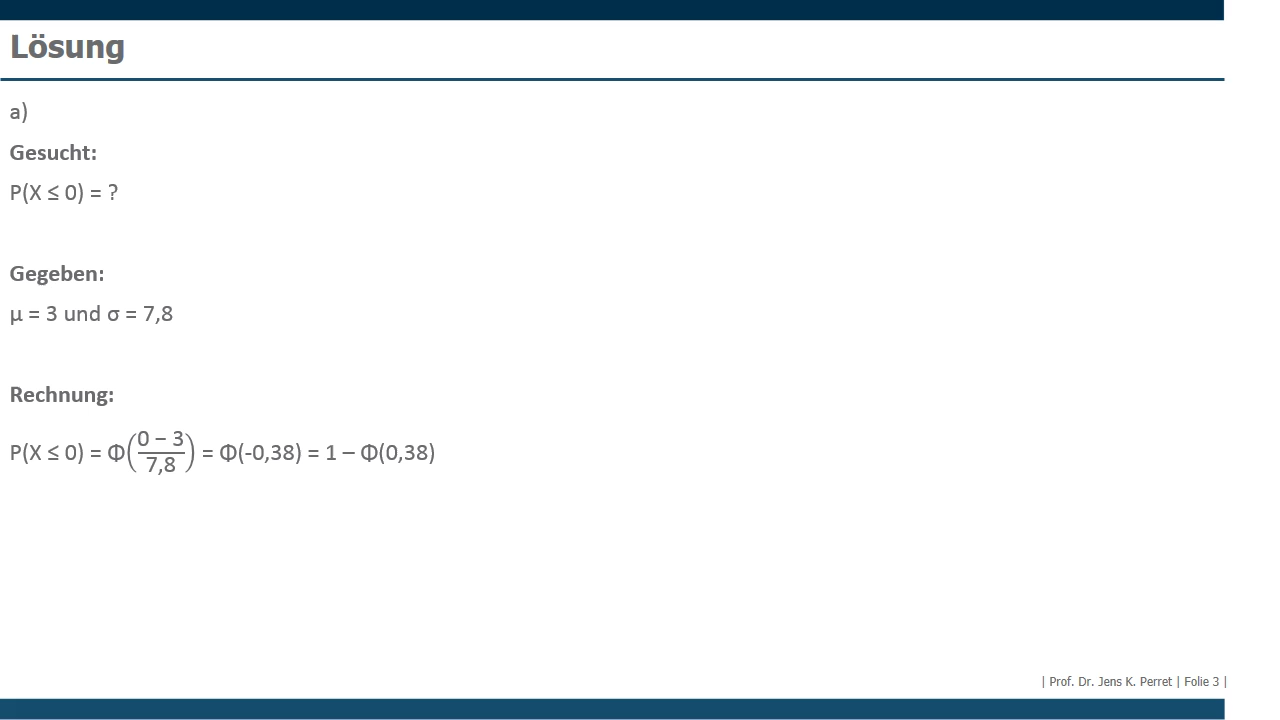 Lösung
a)
Gesucht:
P(X ≤ 0) = ?
Gegeben:
μ = 3 und σ = 7,8
Rechnung:
P(X ≤ 0) = Φ((0 – 3)/7,8) = Φ(-0,38) = 1 – Φ(0,38)
| Prof. Dr. Jens K. Perret | Folie 3 |